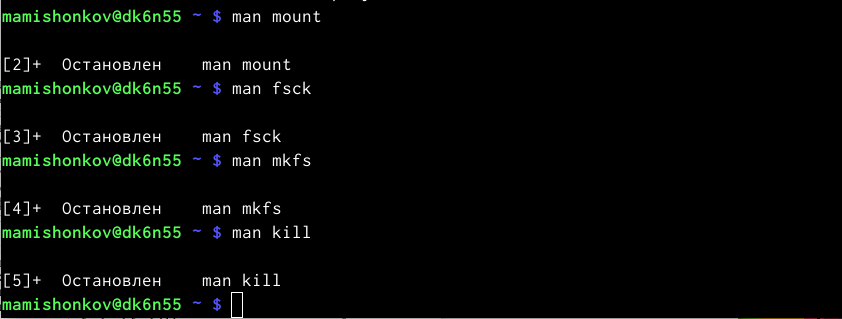 mamishonkov@dk6n55 ~ $ man mount
[2]+  Остановлен    man mount
mamishonkov@dk6n55 ~ $ man fsck
[3]+  Остановлен    man fsck
mamishonkov@dk6n55 ~ $ man mkfs
[4]+  Остановлен    man mkfs
mamishonkov@dk6n55 ~ $ man kill
[5]+  Остановлен    man kill
mamishonkov@dk6n55 ~ $